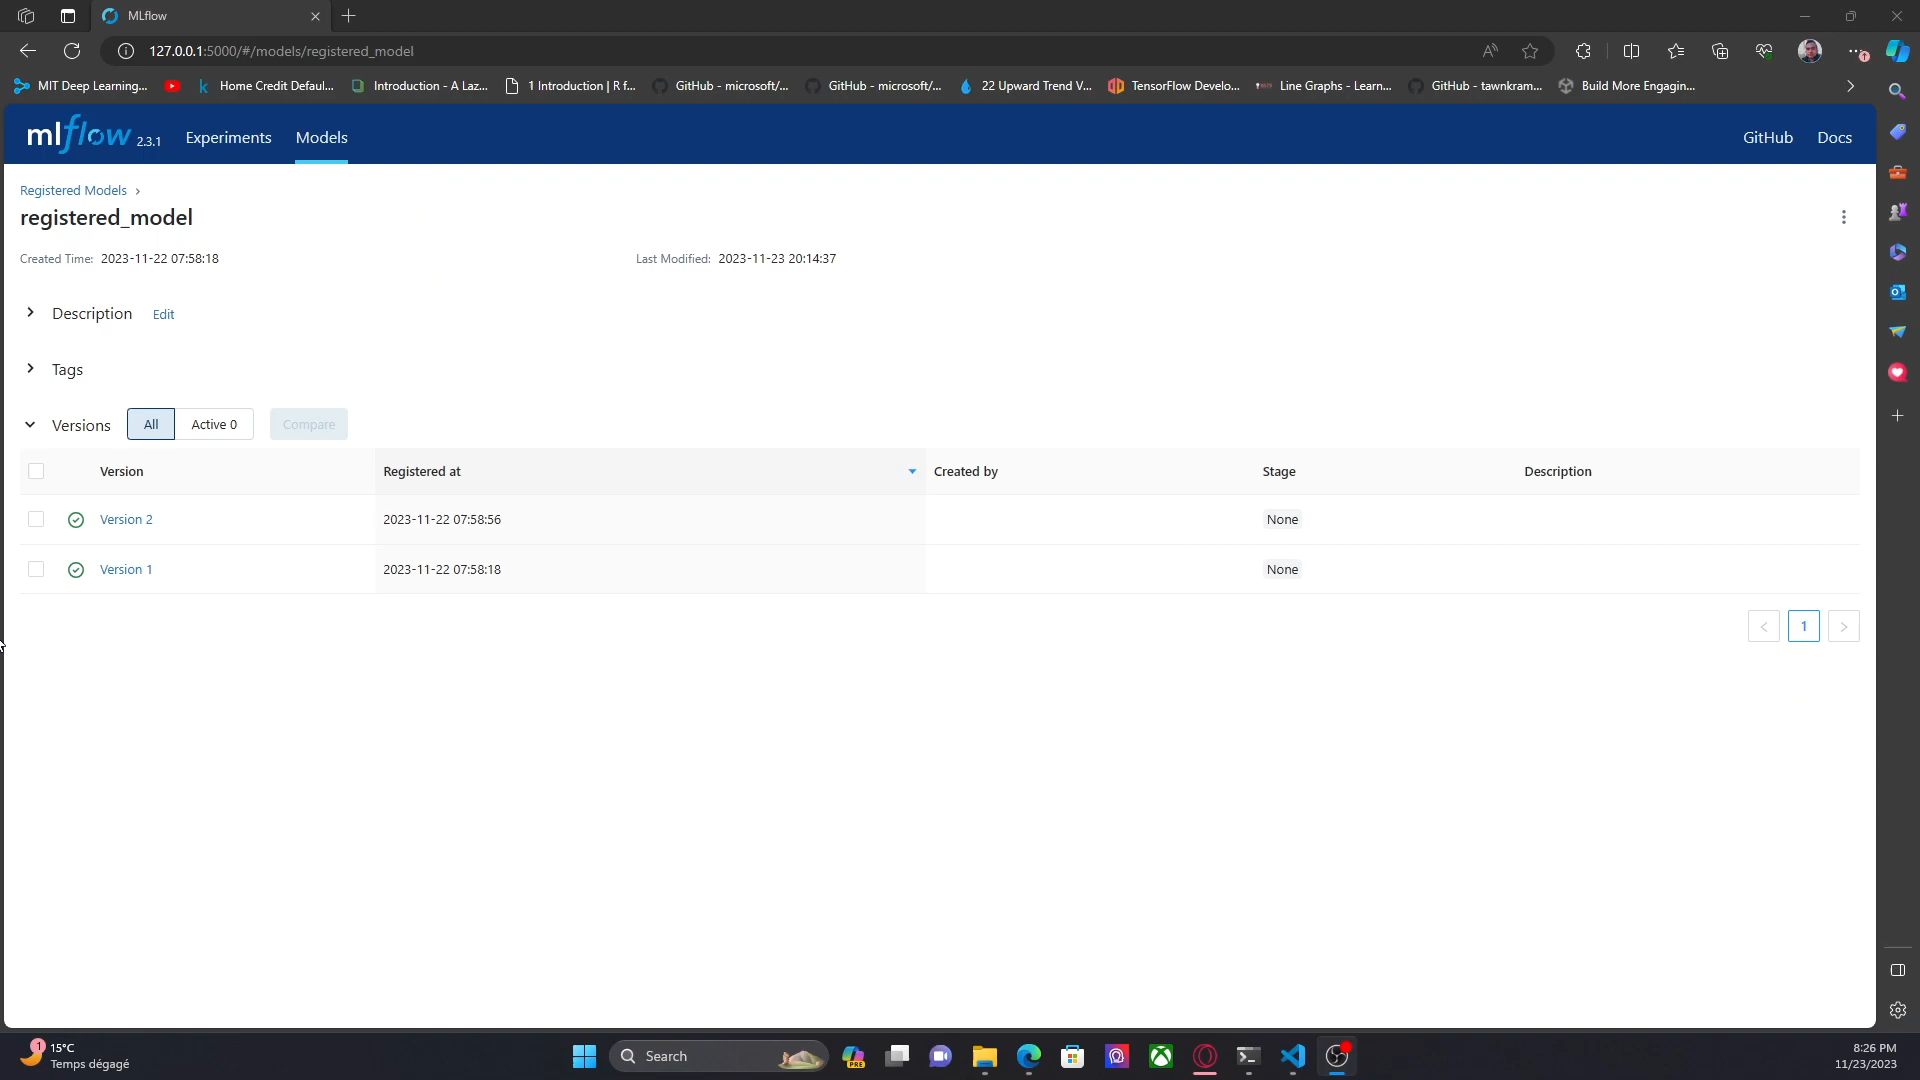 MLflow
127.0.0.1:5000/#/models/registered_model
MIT Deep Learning... Home Credit Defaul... Introduction - A Laz... 1 Introduction | R f... GitHub - microsoft/... GitHub - microsoft/... 22 Upward Trend V... TensorFlow Develo... Line Graphs - Learn... GitHub - tawnkram... Build More Engagin...
mlflow 2.3.1 Experiments Models GitHub Docs
Registered Models >
registered_model
Created Time: 2023-11-22 07:58:18 Last Modified: 2023-11-23 20:14:37
Description Edit
Tags
Versions All Active 0 Compare
Version Registered at Created by Stage Description
Version 2 2023-11-22 07:58:56 None
Version 1 2023-11-22 07:58:18 None
< 1 >
1 15°C
Temps dégagé
Search
PRE
8:26 PM
11/23/2023